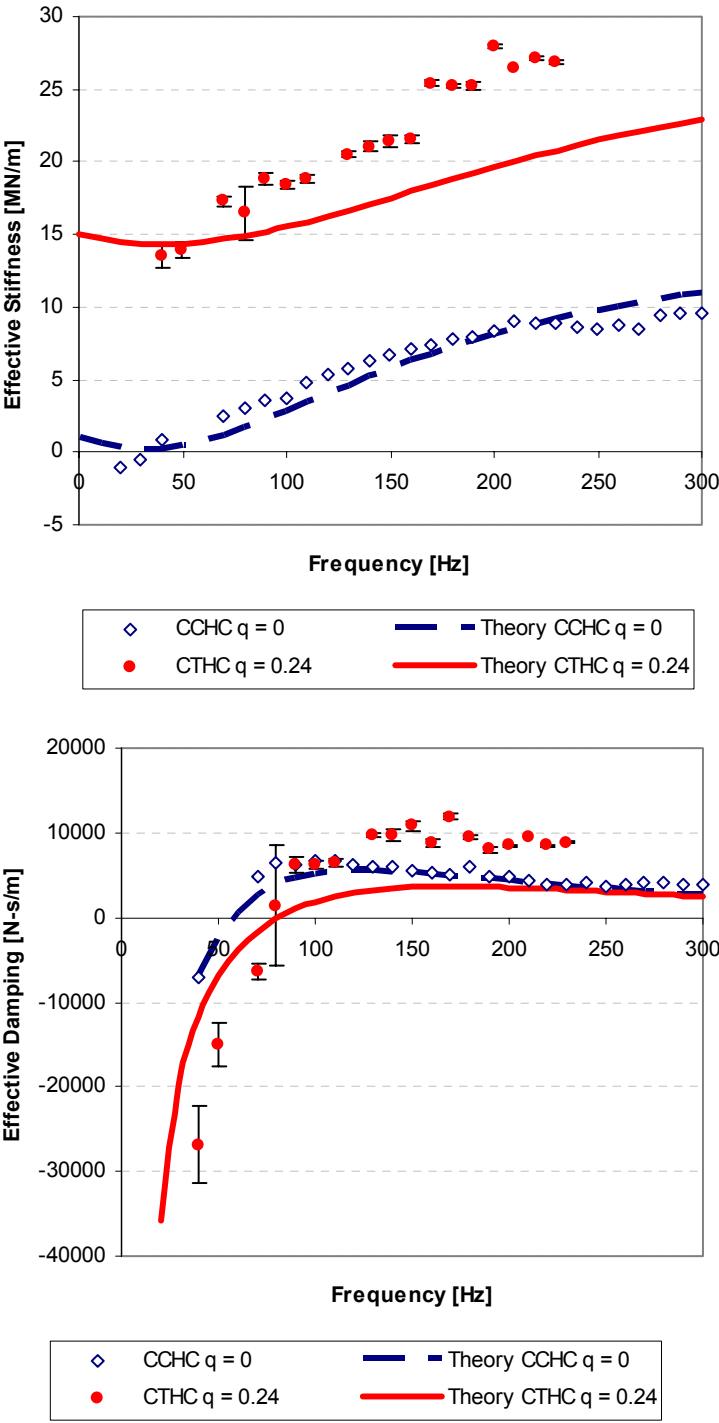 30
25
20
15
10
5
0
-5
0
50
100
150
200
250
300
Effective Stiffness [MN/m]
Frequency [Hz]
CCHC q = 0
Theory CCHC q = 0
CTHC q = 0.24
Theory CTHC q = 0.24
20000
10000
0
-10000
-20000
-30000
-40000
0
50
100
150
200
250
300
Effective Damping [N-s/m]
Frequency [Hz]
CCHC q = 0
Theory CCHC q = 0
CTHC q = 0.24
Theory CTHC q = 0.24